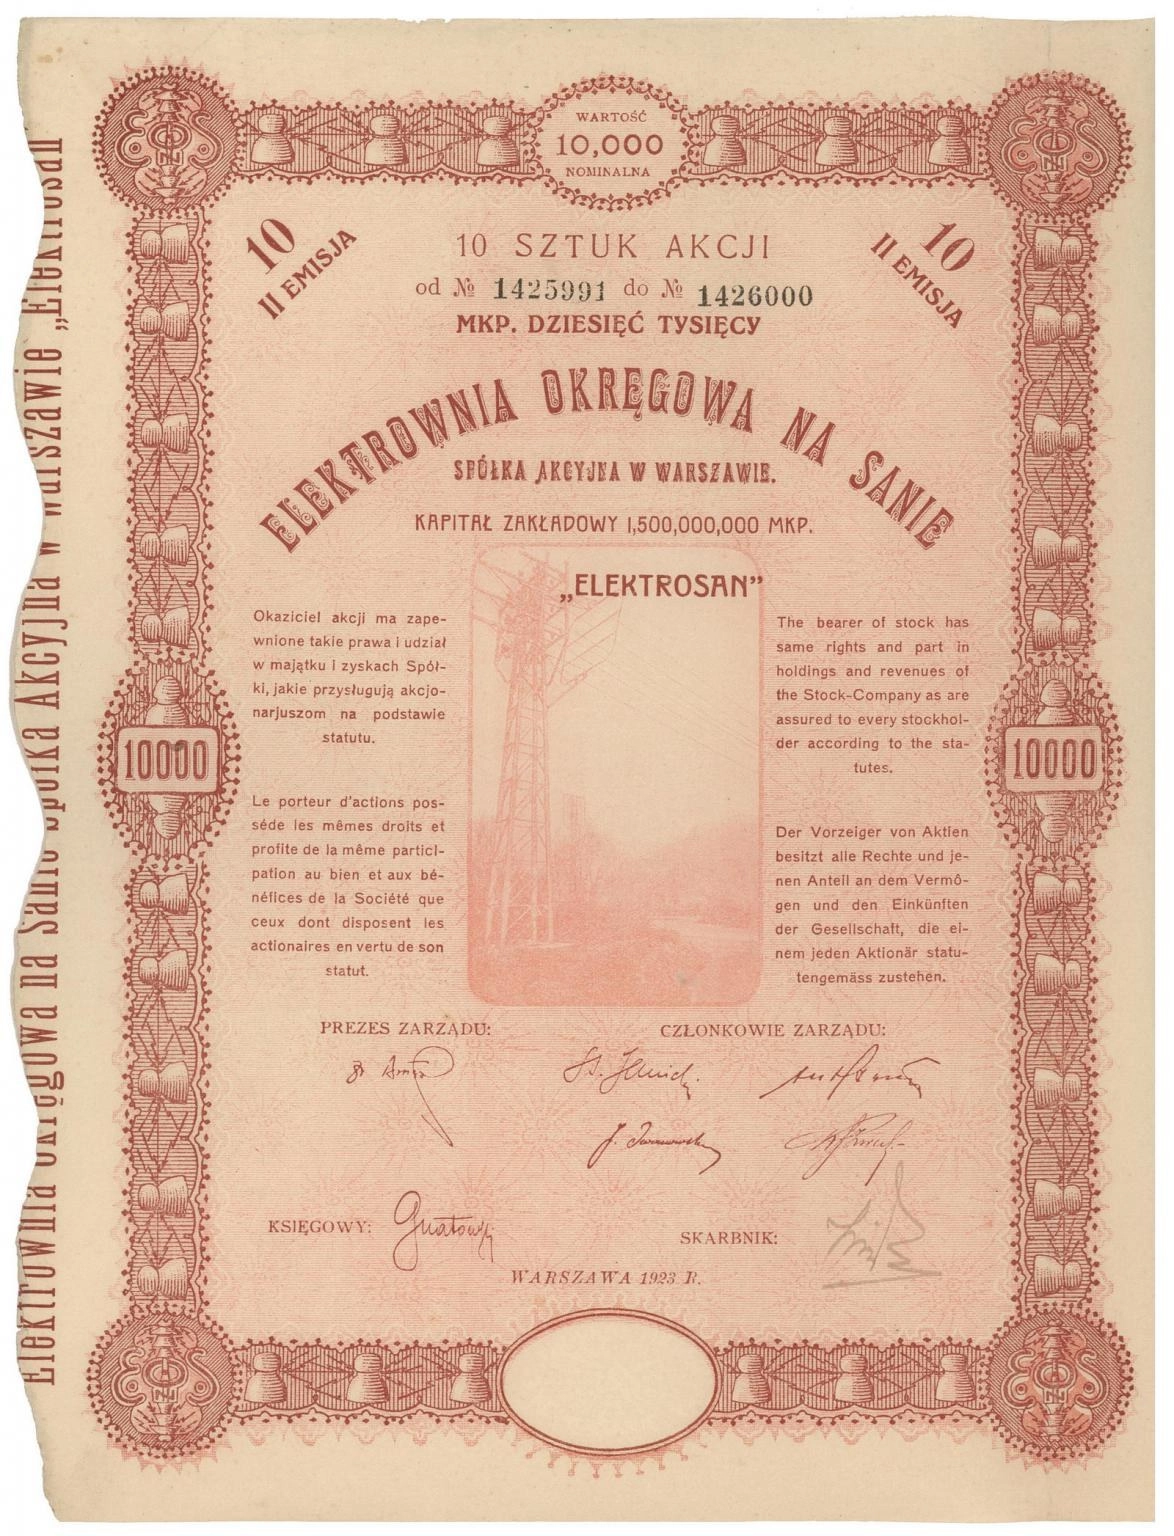 WARTOŚĆ
10,000
NOMINALNA
10
II EMISJA
10
II EMISJA
10 SZTUK AKCJI
od № 1425991 do № 1426000
MKP. DZIESIĘĆ TYSIĘCY
ELEKTROWNIA OKRĘGOWA NA SANIE
SPÓŁKA AKCYJNA W WARSZAWIE.
KAPITAŁ ZAKŁADOWY 1,500,000,000 MKP.
„ELEKTROSAN”
Okaziciel akcji ma zape-
wnione takie prawa i udział
w majątku i zyskach Spół-
ki, jakie przysługują akcjo-
narjuszom na podstawie
statutu.
Le porteur d'actions pos-
séde les mêmes droits et
profite de la même partici-
pation au bien et aux bé-
néfices de la Société que
ceux dont disposent les
actionaires en vertu de son
statut.
The bearer of stock has
same rights and part in
holdings and revenues of
the Stock-Company as are
assured to every stockhol-
der according to the sta-
tutes.
Der Vorzeiger von Aktien
besitzt alle Rechte und je-
nen Anteil an dem Vermô-
gen und den Einkünften
der Gesellschaft, die ei-
nem jeden Aktionär statu-
tengemäss zustehen.
10000
10000
PREZES ZARZĄDU:
CZŁONKOWIE ZARZĄDU:
KSIĘGOWY:
SKARBNIK:
WARSZAWA 1923 R.
Elektrownia Okręgowa na Sanie Spółka Akcyjna w Warszawie „Elektrosan